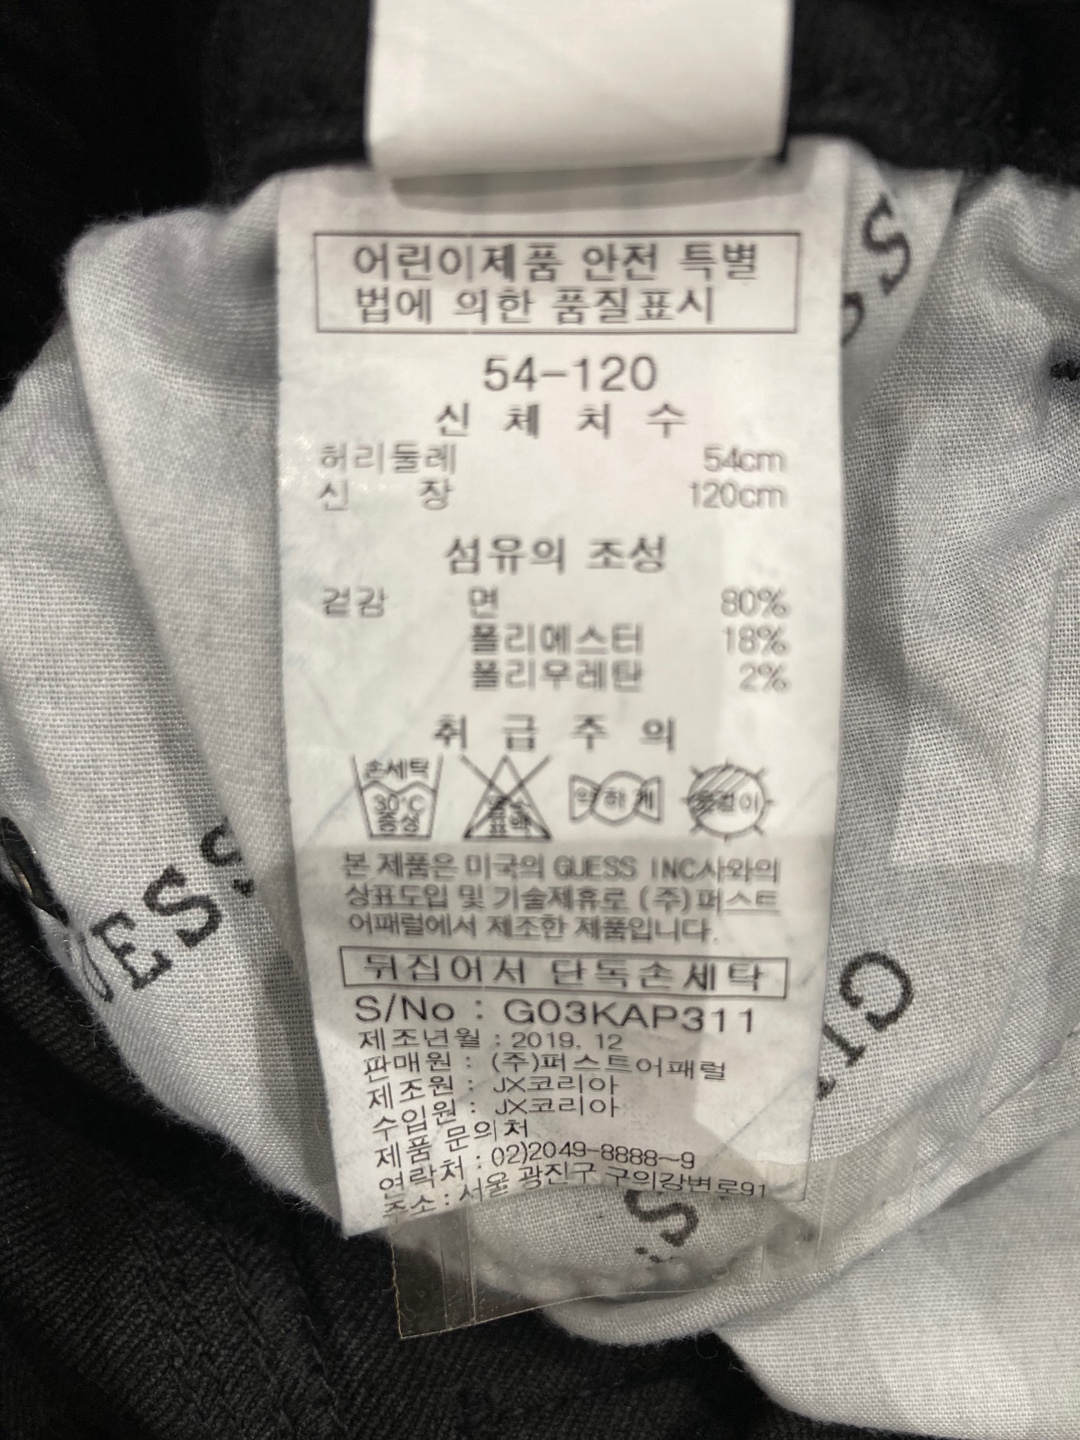 어린이제품 안전 특별
법에 의한 품질표시
54-120
신 체 치 수
허리둘레 54cm
신 장 120cm
섬유의 조성
겉감 면 80%
폴리에스터 18%
폴리우레탄 2%
취 급 주 의
손세탁 30℃ 중성
염소 표백
약하게
옷걸이
본 제품은 미국의 GUESS INC사와의
상표도입 및 기술제휴로 (주)퍼스트
어패럴에서 제조한 제품입니다.
뒤집어서 단독손세탁
S/No : G03KAP311
제조년월 : 2019. 12
판매원 : (주)퍼스트어패럴
제조원 : JX코리아
수입원 : JX코리아
제품 문의처
연락처 : 02)2049-8888~9
주소 : 서울 광진구 구의강변로91